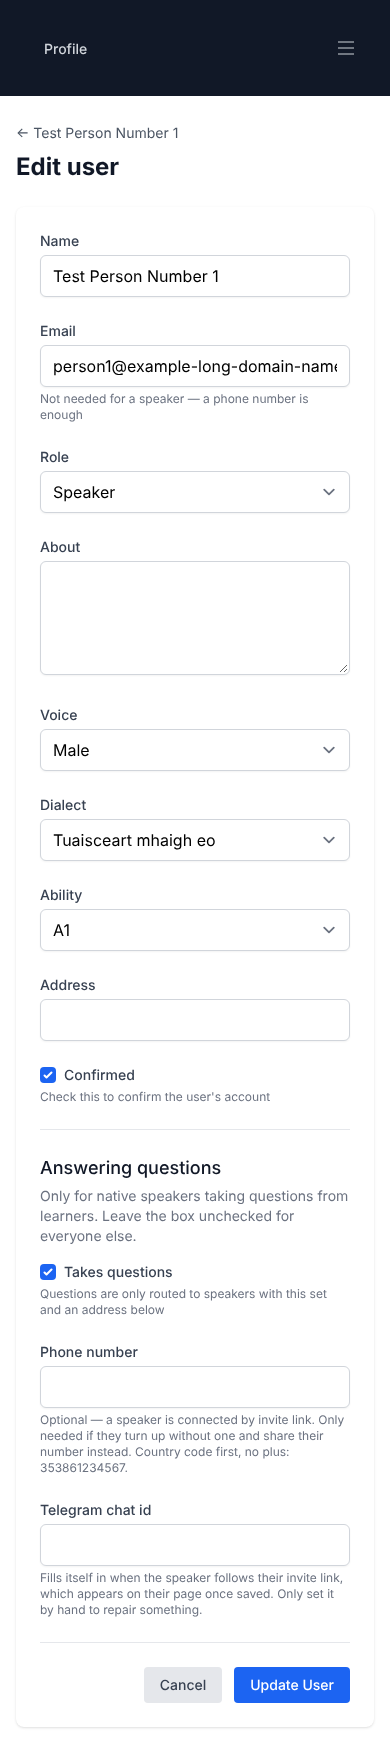 Profile
← Test Person Number 1
Edit user
Name
Test Person Number 1
Email
person1@example-long-domain-name
Not needed for a speaker — a phone number is
enough
Role
Speaker
About
Voice
Male
Dialect
Tuaisceart mhaigh eo
Ability
A1
Address
Confirmed
Check this to confirm the user's account
Answering questions
Only for native speakers taking questions from
learners. Leave the box unchecked for
everyone else.
Takes questions
Questions are only routed to speakers with this set
and an address below
Phone number
Optional — a speaker is connected by invite link. Only
needed if they turn up without one and share their
number instead. Country code first, no plus:
353861234567.
Telegram chat id
Fills itself in when the speaker follows their invite link,
which appears on their page once saved. Only set it
by hand to repair something.
Cancel
Update User